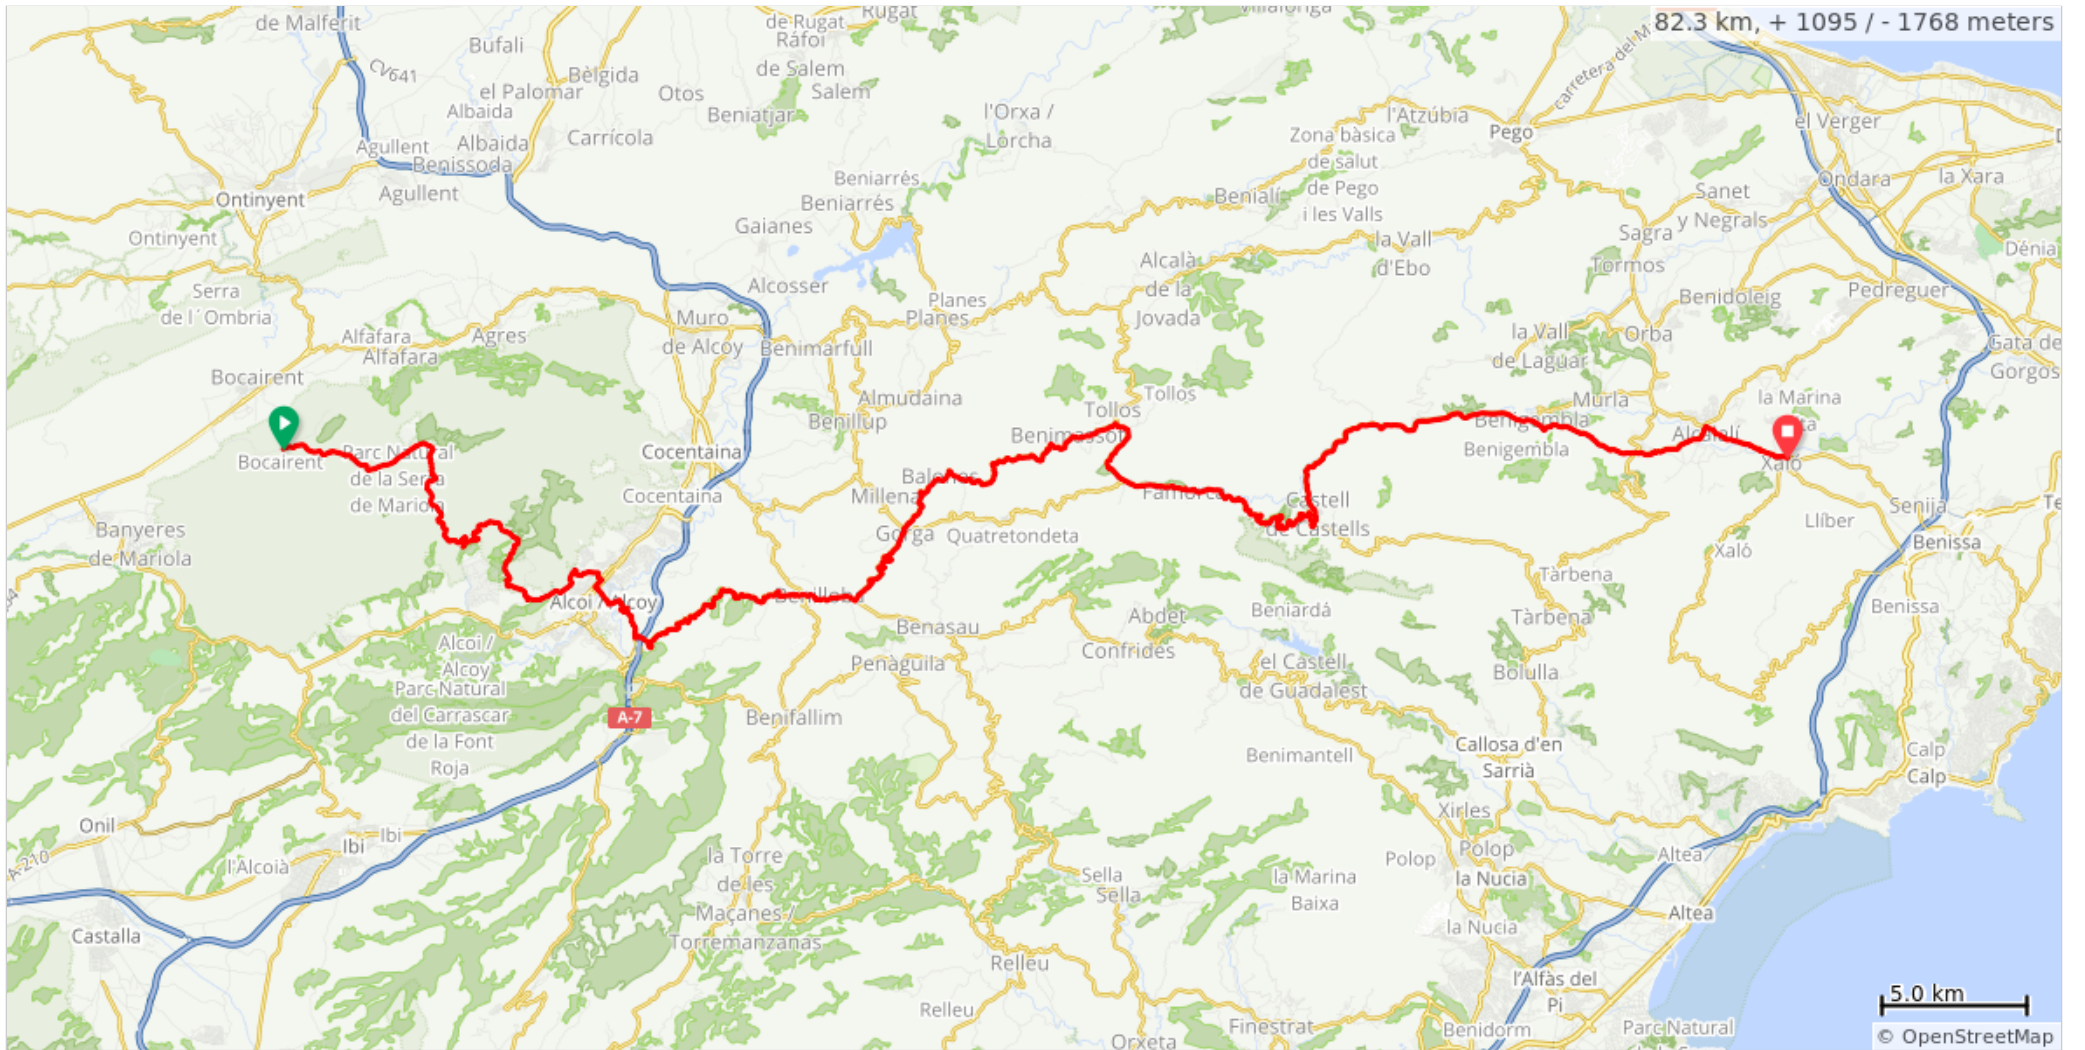 82.3 km, + 1095 / - 1768 meters
de Malferit
Bufali
CV641
Bèlgida
el Palomar
Albaida
Otos
Carrícola
Albaida
Agullent
Benissoda
Agullent
Ontinyent
Ontinyent
Serra
de l´Ombria
de Rugat
Ráfol
de Salem
Salem
Beniatjar
Rugat
l'Orxa /
Lorcha
Beniarrés
Beniarrés
Gaianes
Alcosser
Planes
Planes
Muro
de Alcoy
Benimarfull
Almudaina
Benillup
Alfafara
Alfafara
Agres
Bocairent
Bocairent
Parc Natural
de la Serra
de Mariola
Banyeres
de Mariola
Cocentaina
Cocentaina
Alcoi / Alcoy
Alcoi /
Alcoy
Parc Natural
del Carrascar
de la Font
Roja
A-7
Onil
Ibi
Ibi
l'Alcoià
A-210
Castalla
carretera del M
l'Atzúbia
Pego
Zona bàsica
de salut
de Pego
i les Valls
Benialí
la Vall
d'Ebo
Alcalà
de la
Jovada
Tollos
Tollos
Benimassot
Balones
Millena
Gorga
Quatretondeta
Famorca
Castell
de Castells
Benilloba
Benasau
Penàguila
Benifallim
Abdet
Confrides
Beniardá
el Castell
de Guadalest
Benimantell
Callosa d'en
Sarrià
Bolulla
Tàrbena
Tàrbena
Xirles
Polop
Polop
la Nucia
la Nucia
la Marina
Baixa
Sella
Sella
la Torre
de les
Maçanes /
Torremanzanas
Relleu
Relleu
Orxeta
Finestrat
Benidorm
l'Alfàs del
Pi
Altea
Altea
Parc Natural
el Verger
Ondara
la Xara
Dénia
Sanet
y Negrals
Sagra
Tormos
Benidoleig
Pedreguer
Orba
la Vall
de Laguar
Gata de
Gorgos
Murla
Benigembla
Benigembla
la Marina
Alcalalí
Xaló
Xaló
Llíber
Senija
Benissa
Benissa
Calp
Calp
5.0 km
© OpenStreetMap